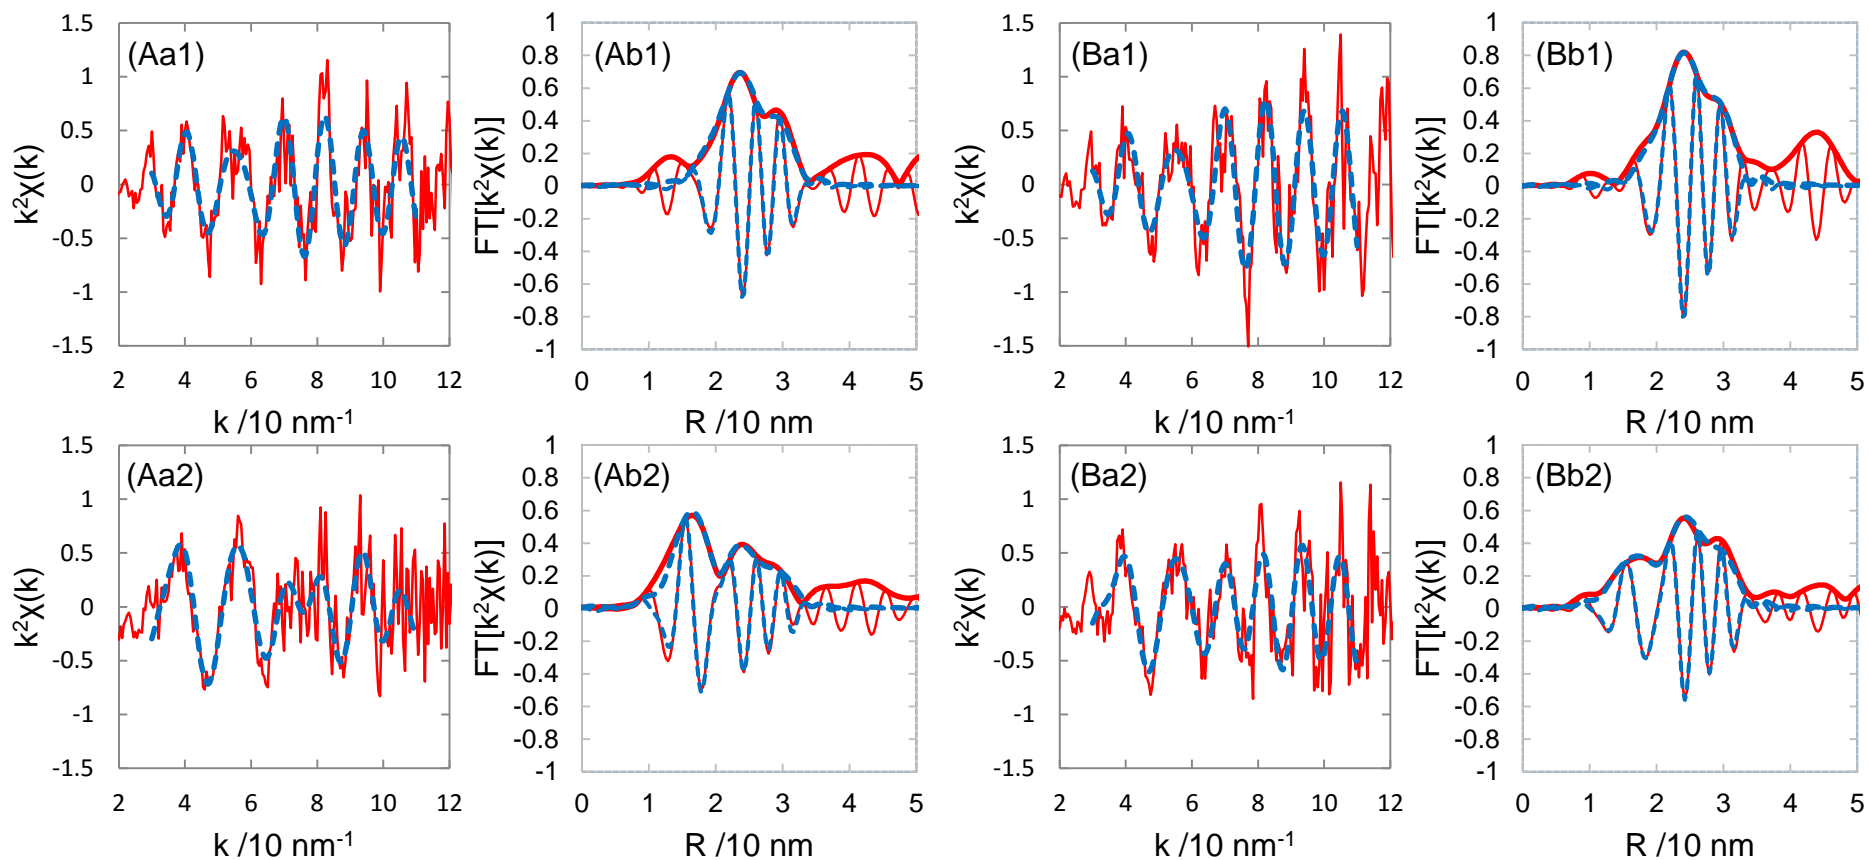 (Aa1)
k²χ(k)
1.5
1
0.5
0
-0.5
-1
-1.5
2 4 6 8 10 12
k /10 nm⁻¹
(Ab1)
FT[k²χ(k)]
1
0.8
0.6
0.4
0.2
0
-0.2
-0.4
-0.6
-0.8
-1
0 1 2 3 4 5
R /10 nm
(Ba1)
k²χ(k)
1.5
1
0.5
0
-0.5
-1
-1.5
2 4 6 8 10 12
k /10 nm⁻¹
(Bb1)
FT[k²χ(k)]
1
0.8
0.6
0.4
0.2
0
-0.2
-0.4
-0.6
-0.8
-1
0 1 2 3 4 5
R /10 nm
(Aa2)
k²χ(k)
1.5
1
0.5
0
-0.5
-1
-1.5
2 4 6 8 10 12
k /10 nm⁻¹
(Ab2)
FT[k²χ(k)]
1
0.8
0.6
0.4
0.2
0
-0.2
-0.4
-0.6
-0.8
-1
0 1 2 3 4 5
R /10 nm
(Ba2)
k²χ(k)
1.5
1
0.5
0
-0.5
-1
-1.5
2 4 6 8 10 12
k /10 nm⁻¹
(Bb2)
FT[k²χ(k)]
1
0.8
0.6
0.4
0.2
0
-0.2
-0.4
-0.6
-0.8
-1
0 1 2 3 4 5
R /10 nm